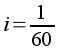 i = 1/60